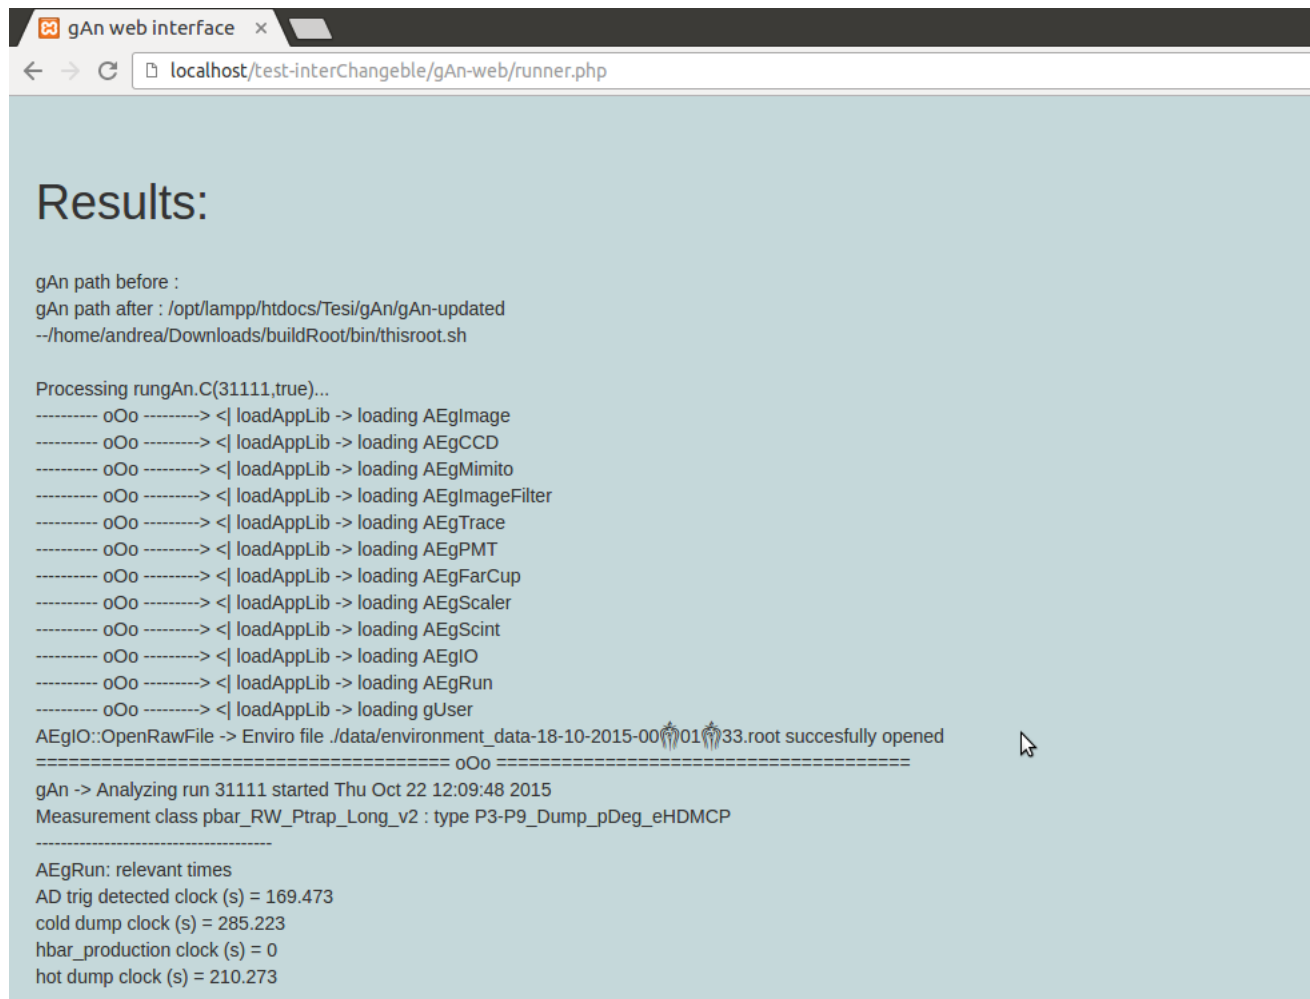 gAn web interface
localhost/test-interChangeble/gAn-web/runner.php
Results:
gAn path before :
gAn path after : /opt/lampp/htdocs/Tesi/gAn/gAn-updated
--/home/andrea/Downloads/buildRoot/bin/thisroot.sh
Processing rungAn.C(31111,true)...
---------- oOo ---------> <| loadAppLib -> loading AEgImage
---------- oOo ---------> <| loadAppLib -> loading AEgCCD
---------- oOo ---------> <| loadAppLib -> loading AEgMimito
---------- oOo ---------> <| loadAppLib -> loading AEgImageFilter
---------- oOo ---------> <| loadAppLib -> loading AEgTrace
---------- oOo ---------> <| loadAppLib -> loading AEgPMT
---------- oOo ---------> <| loadAppLib -> loading AEgFarCup
---------- oOo ---------> <| loadAppLib -> loading AEgScaler
---------- oOo ---------> <| loadAppLib -> loading AEgScint
---------- oOo ---------> <| loadAppLib -> loading AEgIO
---------- oOo ---------> <| loadAppLib -> loading AEgRun
---------- oOo ---------> <| loadAppLib -> loading gUser
AEgIO::OpenRawFile -> Enviro file ./data/environment_data-18-10-2015-00 01 33.root succesfully opened
====================================== oOo ======================================
gAn -> Analyzing run 31111 started Thu Oct 22 12:09:48 2015
Measurement class pbar_RW_Ptrap_Long_v2 : type P3-P9_Dump_pDeg_eHDMCP
--------------------------------------
AEgRun: relevant times
AD trig detected clock (s) = 169.473
cold dump clock (s) = 285.223
hbar_production clock (s) = 0
hot dump clock (s) = 210.273